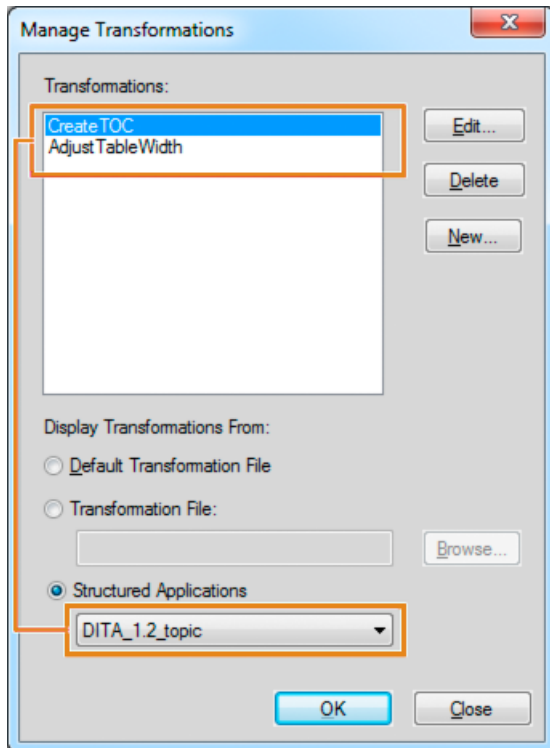 Manage Transformations
Transformations:
CreateTOC
AdjustTableWidth
Edit...
Delete
New...
Display Transformations From:
Default Transformation File
Transformation File:
Browse...
Structured Applications
DITA_1.2_topic
OK
Close